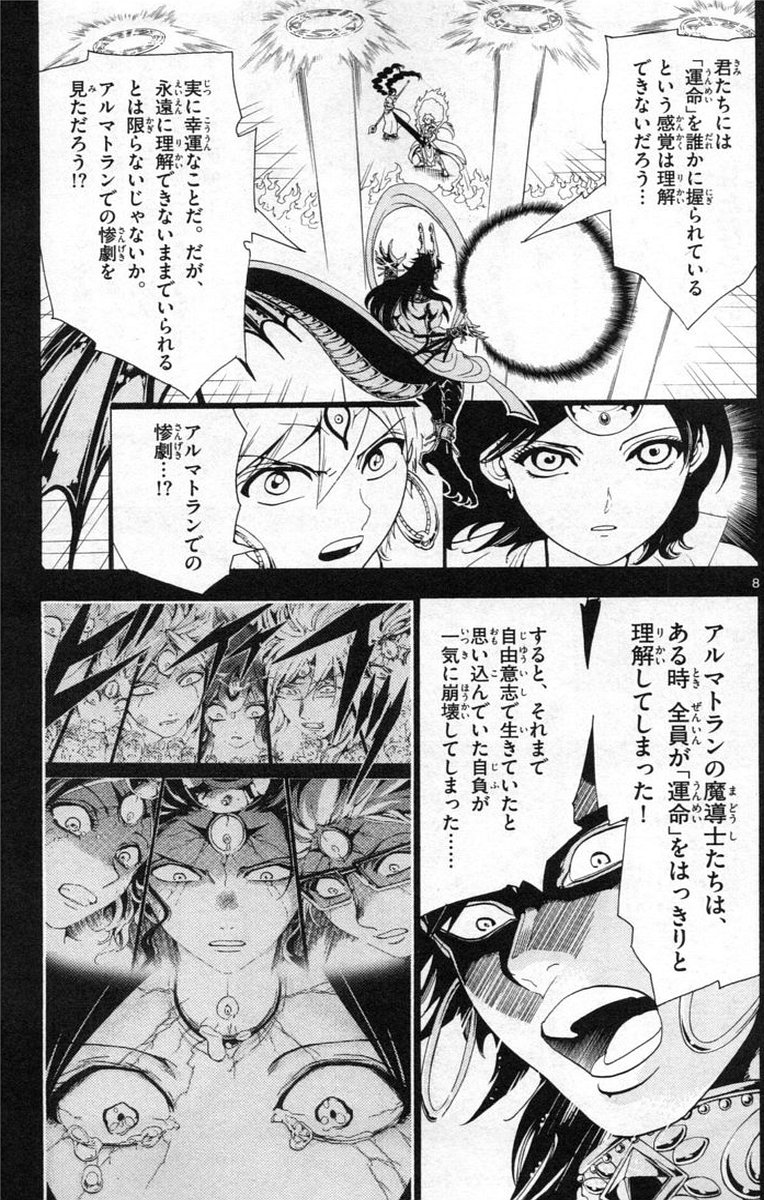 君たちには
「運命」を誰かに握られている
という感覚は理解
できないだろう…
実に幸運なことだ。だが、
永遠に理解できないままでいられる
とは限らないじゃないか。
アルマトランでの惨劇を
見ただろう!?
アルマトランでの
惨劇…!?
8
アルマトランの魔導士たちは、
ある時 全員が「運命」をはっきりと
理解してしまった!
すると、それまで
自由意志で生きていたと
思い込んでいた自負が
一気に崩壊してしまった……